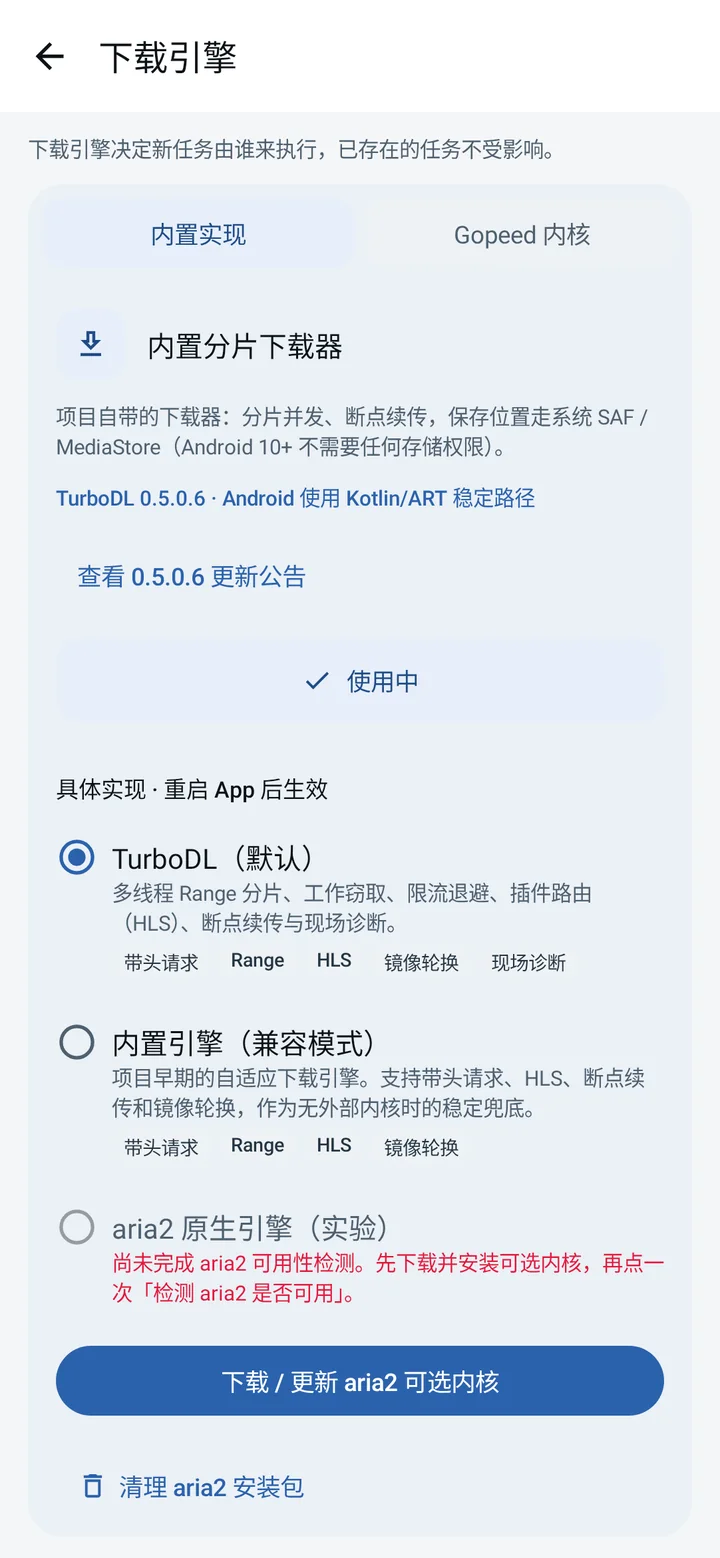 下载引擎
下载引擎决定新任务由谁来执行，已存在的任务不受影响。
内置实现
Gopeed 内核
内置分片下载器
项目自带的下载器：分片并发、断点续传，保存位置走系统 SAF /
MediaStore（Android 10+ 不需要任何存储权限）。
TurboDL 0.5.0.6 · Android 使用 Kotlin/ART 稳定路径
查看 0.5.0.6 更新公告
使用中
具体实现 · 重启 App 后生效
TurboDL（默认）
多线程 Range 分片、工作窃取、限流退避、插件路由
（HLS）、断点续传与现场诊断。
带头请求 Range HLS 镜像轮换 现场诊断
内置引擎（兼容模式）
项目早期的自适应下载引擎。支持带头请求、HLS、断点续
传和镜像轮换，作为无外部内核时的稳定兜底。
带头请求 Range HLS 镜像轮换
aria2 原生引擎（实验）
尚未完成 aria2 可用性检测。先下载并安装可选内核，再点一
次「检测 aria2 是否可用」。
下载 / 更新 aria2 可选内核
清理 aria2 安装包